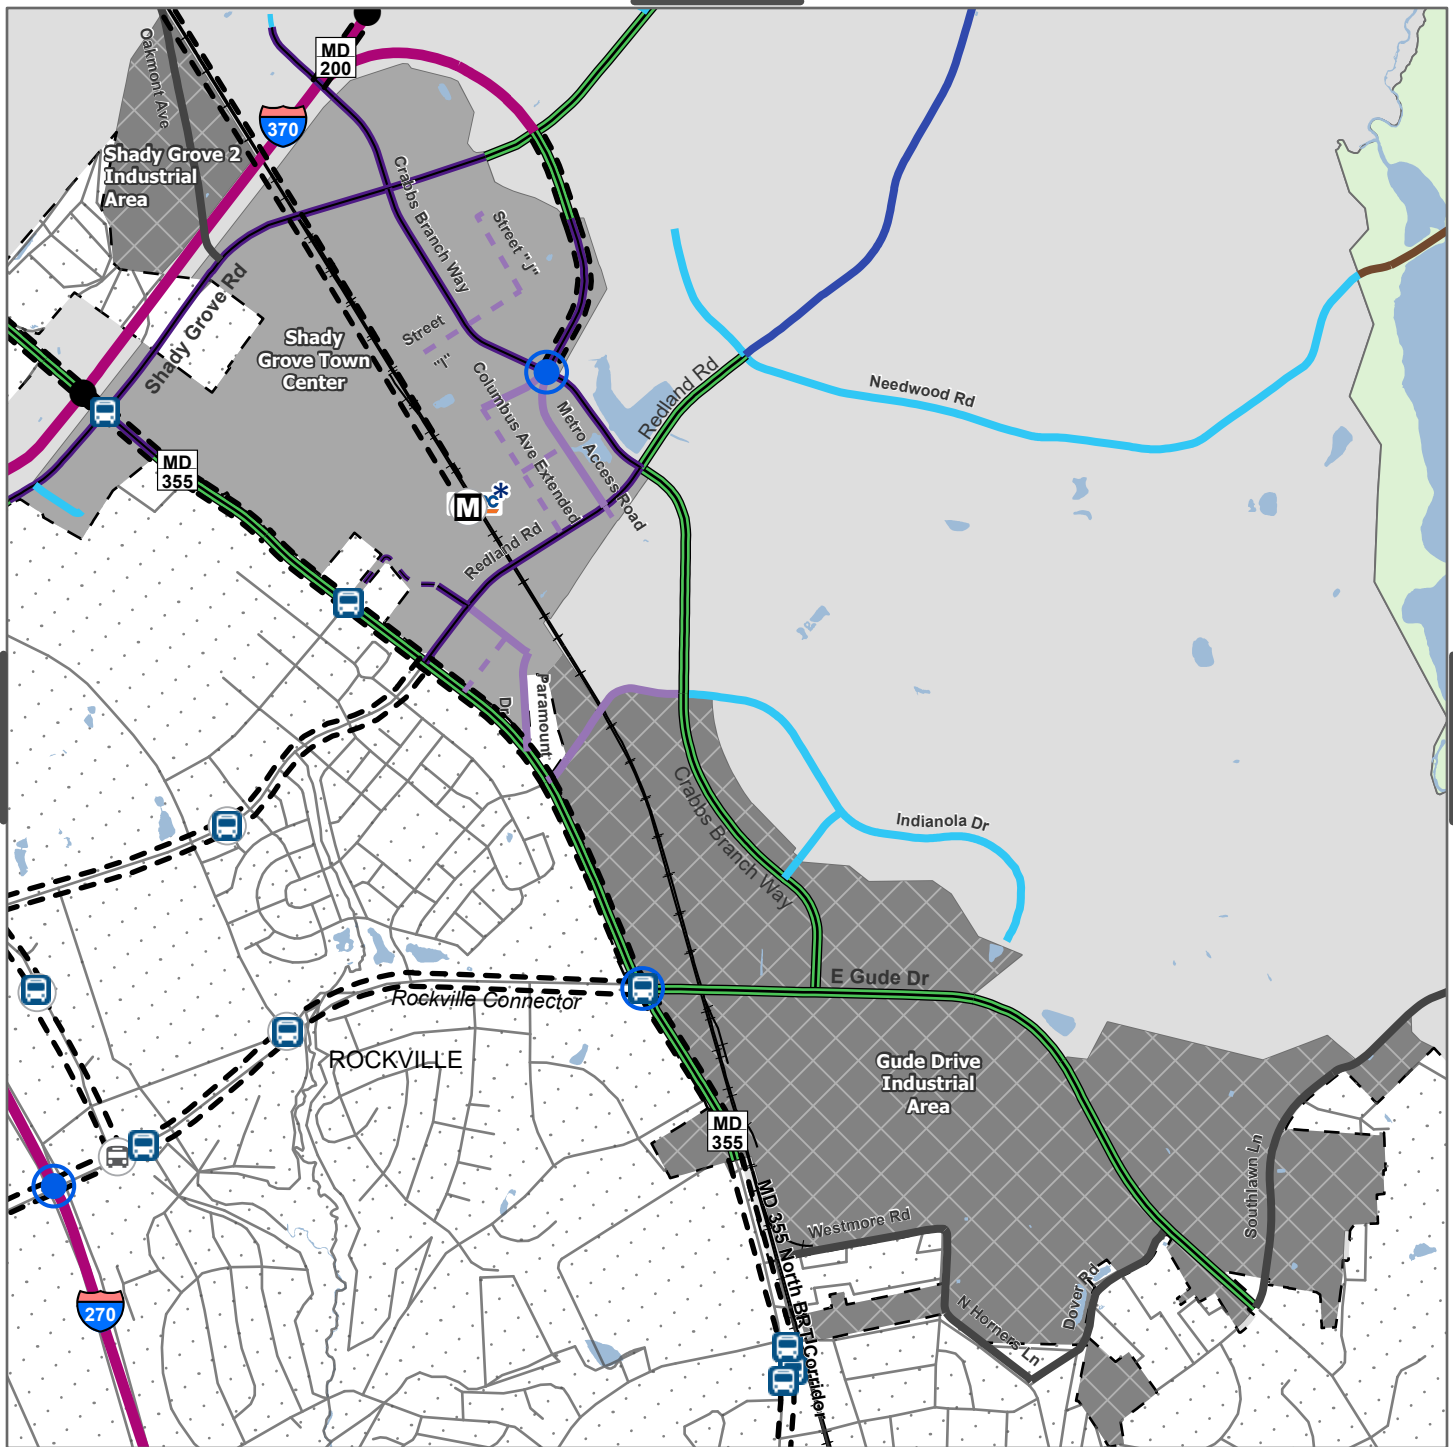 Oakmont Ave
MD
200
370
Shady Grove 2
Industrial
Area
Crabbs Branch Way
Street "J"
Shady Grove Rd
Shady
Grove Town
Center
Street
"I"
Columbus Ave Extended
Metro Access Road
Redland Rd
Needwood Rd
MD
355
M
*
Redland Rd
Paramount
Dr
Crabbs Branch Way
Indianola Dr
E Gude Dr
Rockville Connector
ROCKVILLE
Gude Drive
Industrial
Area
MD
355
MD 355 North BRT Corridor
Westmore Rd
Southlawn Ln
Dover Rd
N Horners Ln
270